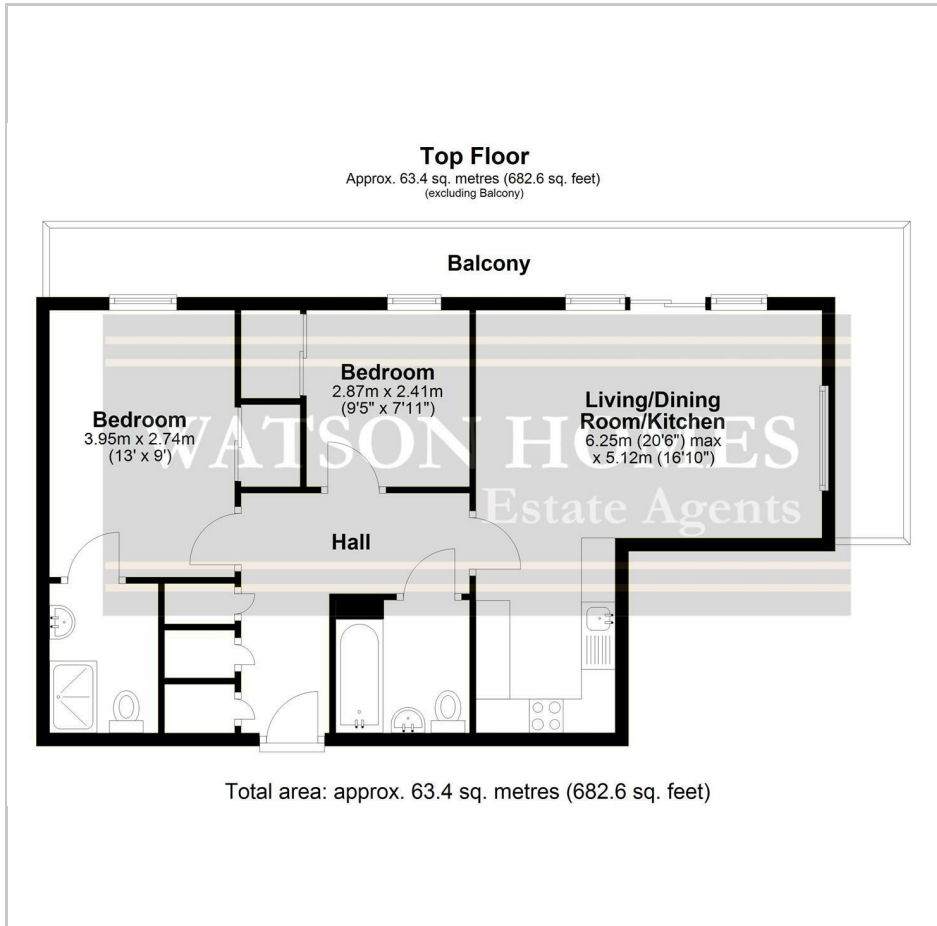 Top Floor
Approx. 63.4 sq. metres (682.6 sq. feet)
(excluding Balcony)
Balcony
Bedroom
2.87m x 2.41m
(9'5" x 7'11")
Living/Dining
Room/Kitchen
6.25m (20'6") max
x 5.12m (16'10")
Bedroom
3.95m x 2.74m
(13' x 9')
WATSON HOMES
Estate Agents
Hall
Total area: approx. 63.4 sq. metres (682.6 sq. feet)